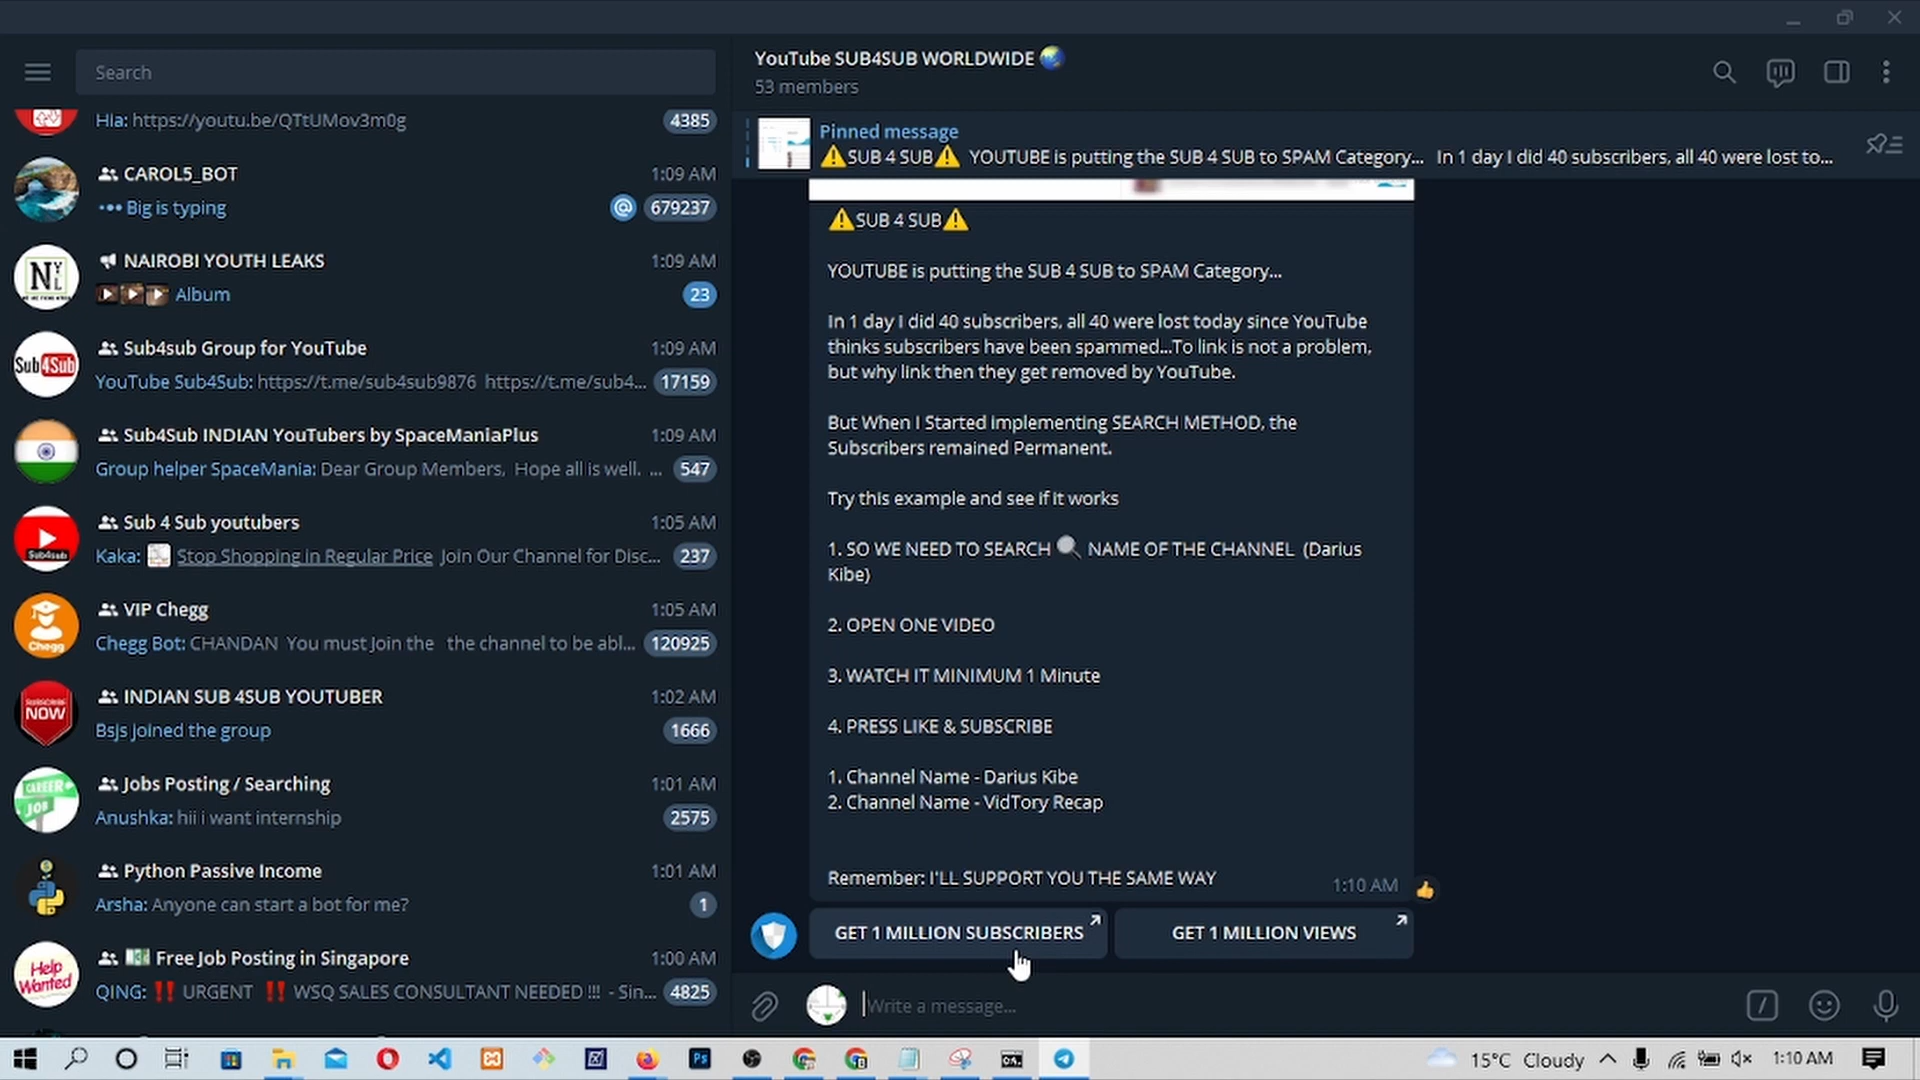 Search
Hia: https://youtu.be/QTtUMov3m0g
4385
CAROL5_BOT
1:09 AM
Big is typing
@
679237
NAIROBI YOUTH LEAKS
1:09 AM
Album
23
NYL
Sub4sub Group for YouTube
1:09 AM
Sub4Sub
YouTube Sub4Sub: https://t.me/sub4sub9876 https://t.me/sub4...
17159
Sub4Sub INDIAN YouTubers by SpaceManiaPlus
1:09 AM
Group helper SpaceMania: Dear Group Members, Hope all is well. ...
547
Sub 4 Sub youtubers
1:05 AM
Sub4sub
Kaka: Stop Shopping in Regular Price Join Our Channel for Disc...
237
VIP Chegg
1:05 AM
Chegg
Chegg Bot: CHANDAN You must Join the the channel to be abl...
120925
INDIAN SUB 4SUB YOUTUBER
1:02 AM
SUBSCRIBE
NOW
Bsjs joined the group
1666
Jobs Posting / Searching
1:01 AM
CAREER
JOB
Anushka: hii i want internship
2575
Python Passive Income
1:01 AM
Arsha: Anyone can start a bot for me?
1
Free Job Posting in Singapore
1:00 AM
Help
Wanted
QING: ‼️ URGENT ‼️ WSQ SALES CONSULTANT NEEDED !!! - Sin...
4825
YouTube SUB4SUB WORLDWIDE 🌏
53 members
Pinned message
⚠️SUB 4 SUB⚠️ YOUTUBE is putting the SUB 4 SUB to SPAM Category... In 1 day I did 40 subscribers, all 40 were lost to...
⚠️SUB 4 SUB⚠️
YOUTUBE is putting the SUB 4 SUB to SPAM Category...
In 1 day I did 40 subscribers, all 40 were lost today since YouTube
thinks subscribers have been spammed...To link is not a problem,
but why link then they get removed by YouTube.
But When I Started implementing SEARCH METHOD, the
Subscribers remained Permanent.
Try this example and see if it works
1. SO WE NEED TO SEARCH 🔍 NAME OF THE CHANNEL (Darius
Kibe)
2. OPEN ONE VIDEO
3. WATCH IT MINIMUM 1 Minute
4. PRESS LIKE & SUBSCRIBE
1. Channel Name - Darius Kibe
2. Channel Name - VidTory Recap
Remember: I'LL SUPPORT YOU THE SAME WAY
1:10 AM
GET 1 MILLION SUBSCRIBERS
GET 1 MILLION VIEWS
Write a message...
Ps
15°C Cloudy
1:10 AM